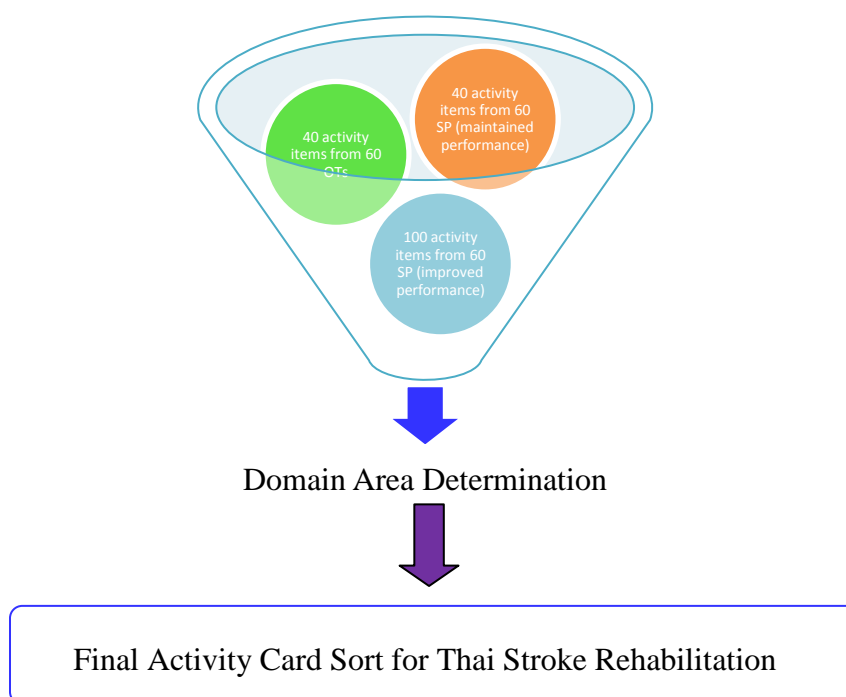 40 activity
items from 60
SP (maintained
performance)
40 activity
items from 60
OTs
100 activity
items from 60
SP (improved
performance)
Domain Area Determination
Final Activity Card Sort for Thai Stroke Rehabilitation